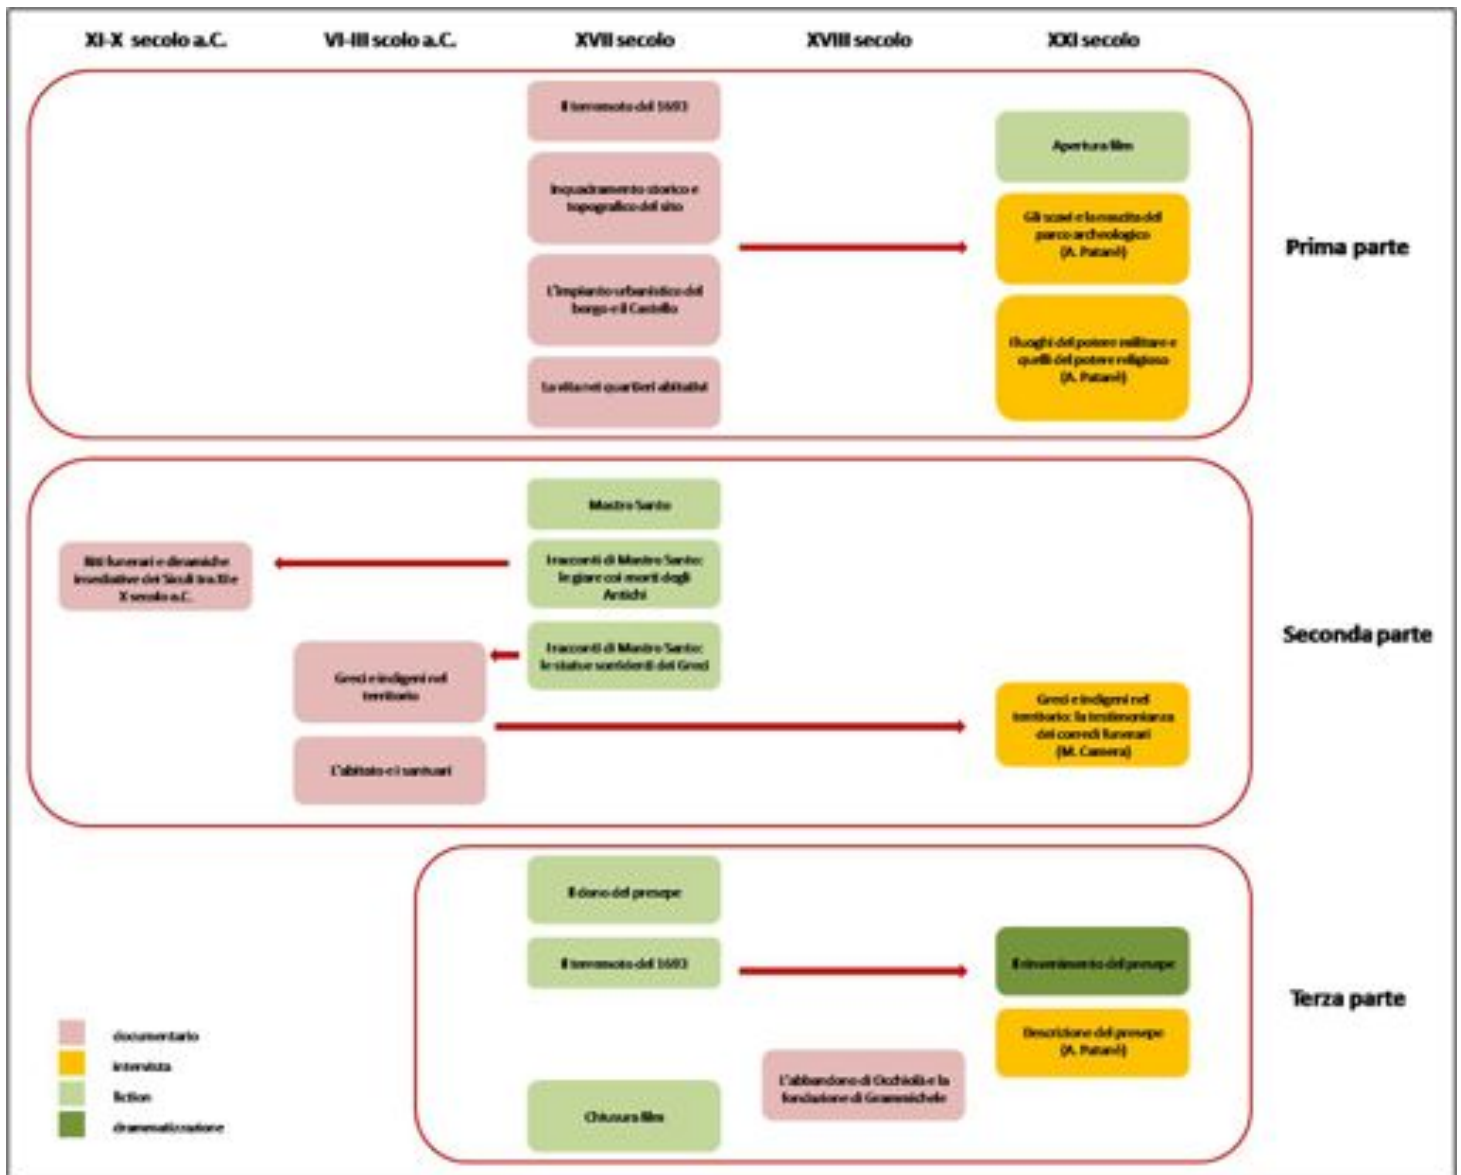 XI-X secolo a.C.
VI-III scolo a.C.
XVII secolo
XVIII secolo
XXI secolo
Il terremoto del 1693
Inquadramento storico e
topografico del sito
L'impianto urbanistico del
borgo e il Castello
La vita nei quartieri abitativi
Apertura film
Gli scavi e la nascita del
parco archeologico
(A. Patanè)
I luoghi del potere militare e
quelli del potere religioso
(A. Patanè)
Prima parte
Riti funerari e dinamiche
insediative dei Siculi tra XI e
X secolo a.C.
Greci e indigeni nel
territorio
L'abitato e i santuari
Mastro Santo
I racconti di Mastro Santo:
le giare coi morti degli
Antichi
I racconti di Mastro Santo:
le statue sorridenti dei Greci
Greci e indigeni nel
territorio: la testimonianza
dei corredi funerari
(M. Camera)
Seconda parte
Il dono del presepe
Il terremoto del 1693
Chiusura film
L'abbandono di Occhiolà e la
fondazione di Grammichele
Il rinvenimento del presepe
Descrizione del presepe
(A. Patanè)
Terza parte
documentario
intervista
fiction
drammatizzazione